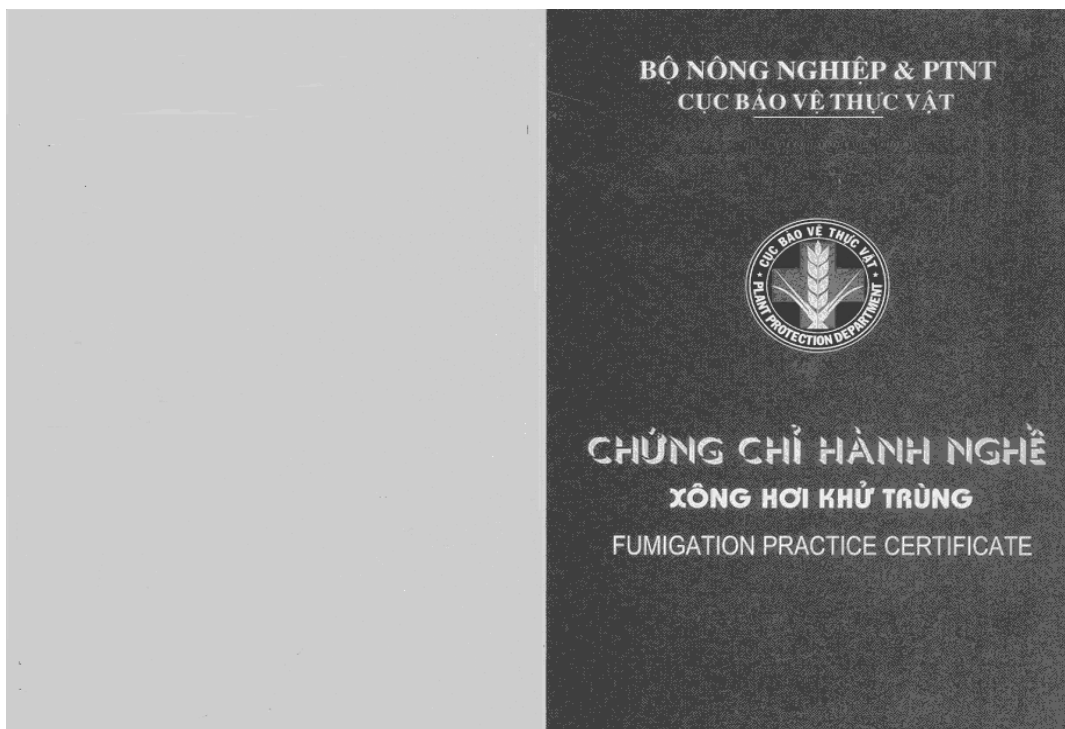 BỘ NÔNG NGHIỆP & PTNT
CỤC BẢO VỆ THỰC VẬT
CỤC BẢO VỆ THỰC VẬT
PLANT PROTECTION DEPARTMENT
CHỨNG CHỈ HÀNH NGHỀ
XÔNG HƠI KHỬ TRÙNG
FUMIGATION PRACTICE CERTIFICATE